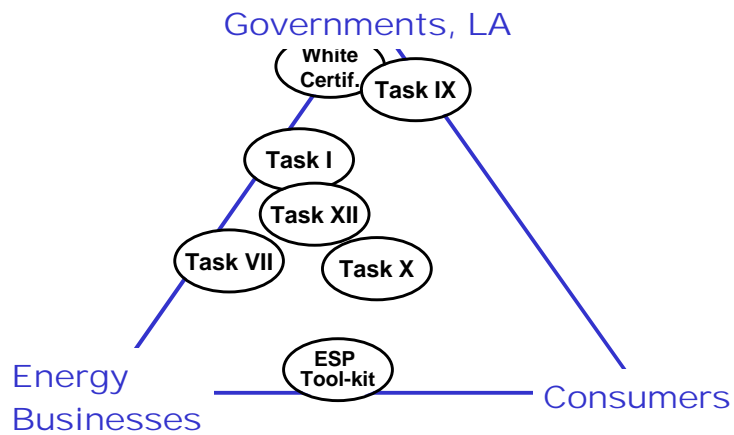 Governments, LA
White
Certif.
Task IX
Task I
Task XII
Task VII
Task X
ESP
Tool-kit
Energy
Businesses
Consumers